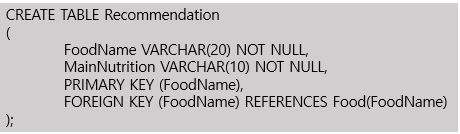 CREATE TABLE Recommendation
(
FoodName VARCHAR(20) NOT NULL,
MainNutrition VARCHAR(10) NOT NULL,
PRIMARY KEY (FoodName),
FOREIGN KEY (FoodName) REFERENCES Food(FoodName)
);